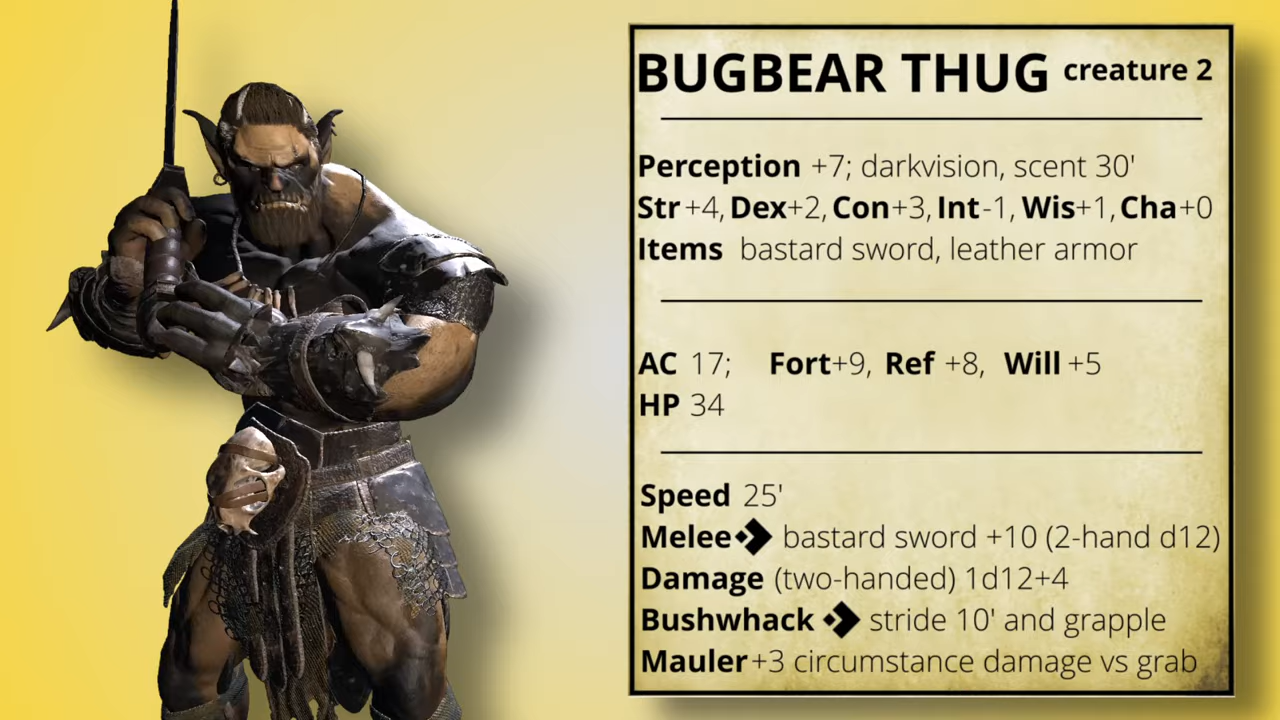 BUGBEAR THUG creature 2
Perception +7; darkvision, scent 30'
Str +4, Dex+2, Con+3, Int -1, Wis+1, Cha+0
Items bastard sword, leather armor
AC 17; Fort+9, Ref +8, Will +5
HP 34
Speed 25'
Melee bastard sword +10 (2-hand d12)
Damage (two-handed) 1d12+4
Bushwhack stride 10' and grapple
Mauler +3 circumstance damage vs grab